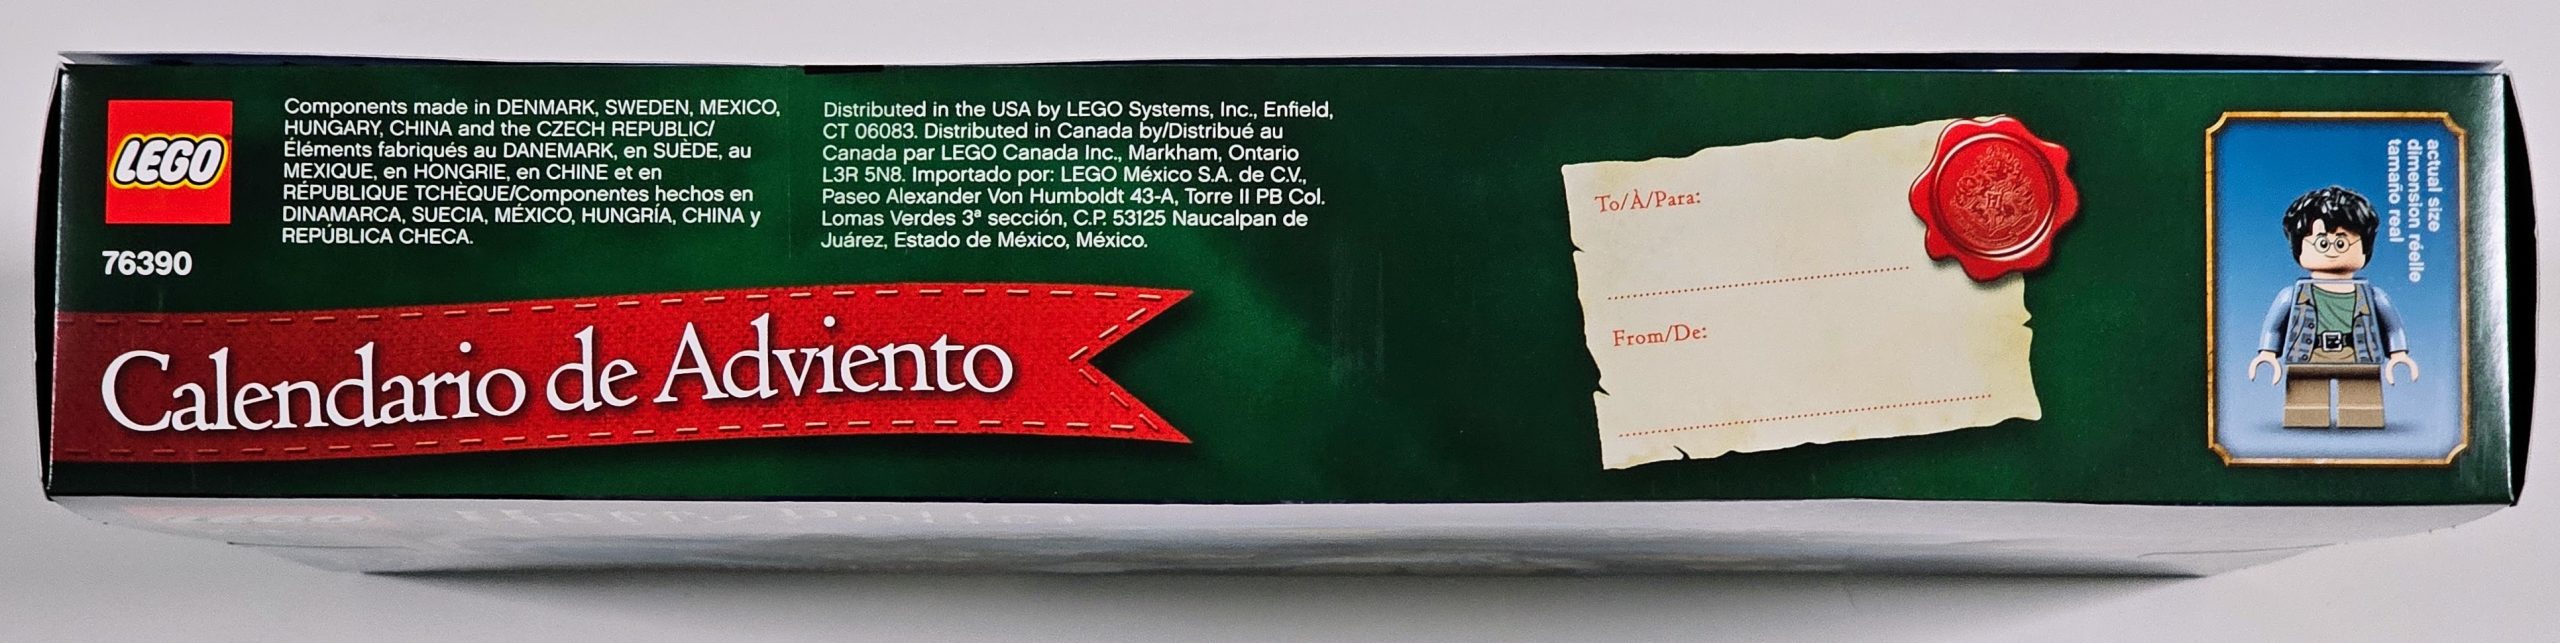 LEGO
76390
Components made in DENMARK, SWEDEN, MEXICO,
HUNGARY, CHINA and the CZECH REPUBLIC/
Éléments fabriqués au DANEMARK, en SUÈDE, au
MEXIQUE, en HONGRIE, en CHINE et en
RÉPUBLIQUE TCHÈQUE/Componentes hechos en
DINAMARCA, SUECIA, MÉXICO, HUNGRÍA, CHINA y
REPÚBLICA CHECA.
Distributed in the USA by LEGO Systems, Inc., Enfield,
CT 06083. Distributed in Canada by/Distribué au
Canada par LEGO Canada Inc., Markham, Ontario
L3R 5N8. Importado por: LEGO México S.A. de C.V.,
Paseo Alexander Von Humboldt 43-A, Torre II PB Col.
Lomas Verdes 3ª sección, C.P. 53125 Naucalpan de
Juárez, Estado de México, México.
Calendario de Adviento
To/À/Para:
From/De:
H
actual size
dimension réelle
tamaño real